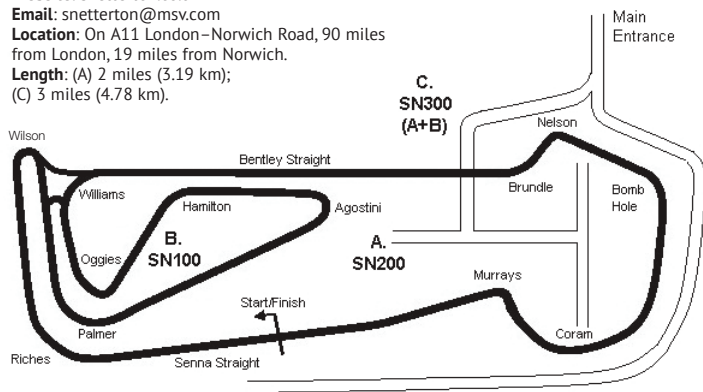 Email: snetterton@msv.com
Location: On A11 London–Norwich Road, 90 miles
from London, 19 miles from Norwich.
Length: (A) 2 miles (3.19 km);
(C) 3 miles (4.78 km).
Main
Entrance
C.
SN300
(A+B)
Nelson
Wilson
Bentley Straight
Williams
Brundle
Bomb
Hole
Hamilton
Agostini
B.
SN100
A.
SN200
Oggies
Murrays
Start/Finish
Palmer
Coram
Riches
Senna Straight